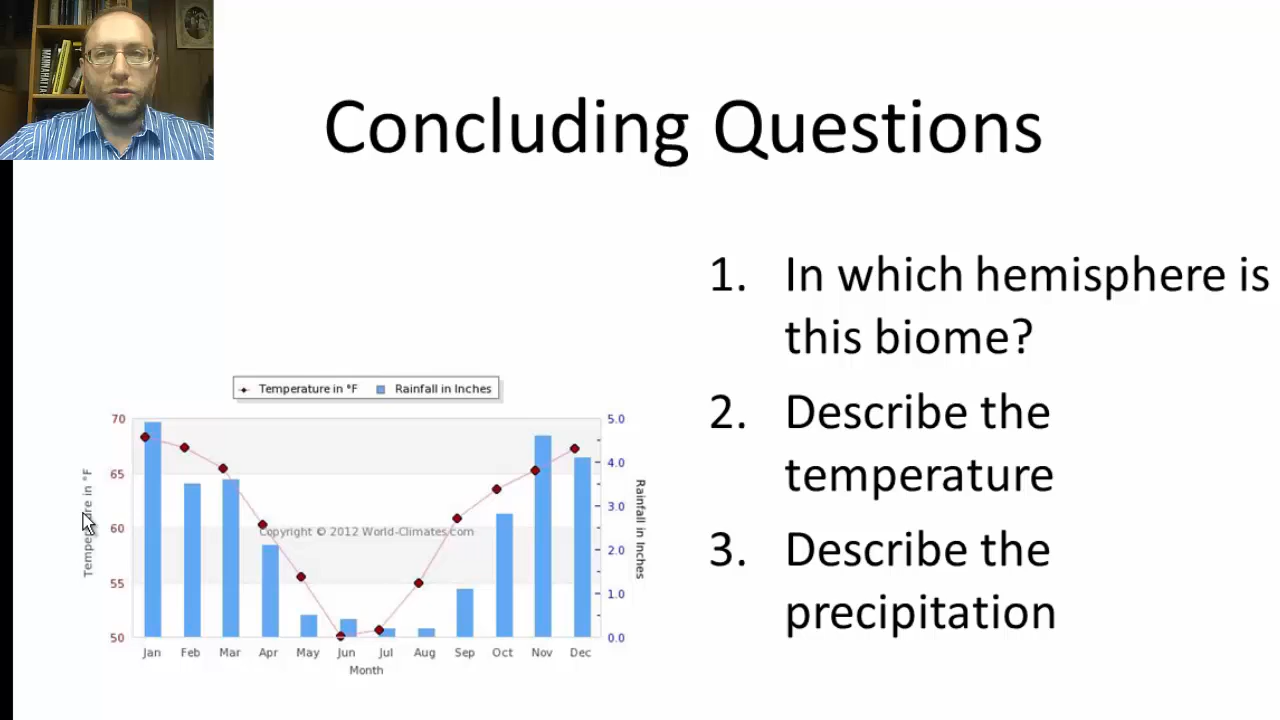 MANNAHATTA
Concluding Questions
1. In which hemisphere is
this biome?
2. Describe the
temperature
3. Describe the
precipitation
Temperature in °F Rainfall in Inches
70 5.0
65 4.0
60 3.0
55 2.0
50 1.0
0.0
Temperature in °F
Rainfall in Inches
Copyright © 2012 World-Climates.com
Jan Feb Mar Apr May Jun Jul Aug Sep Oct Nov Dec
Month